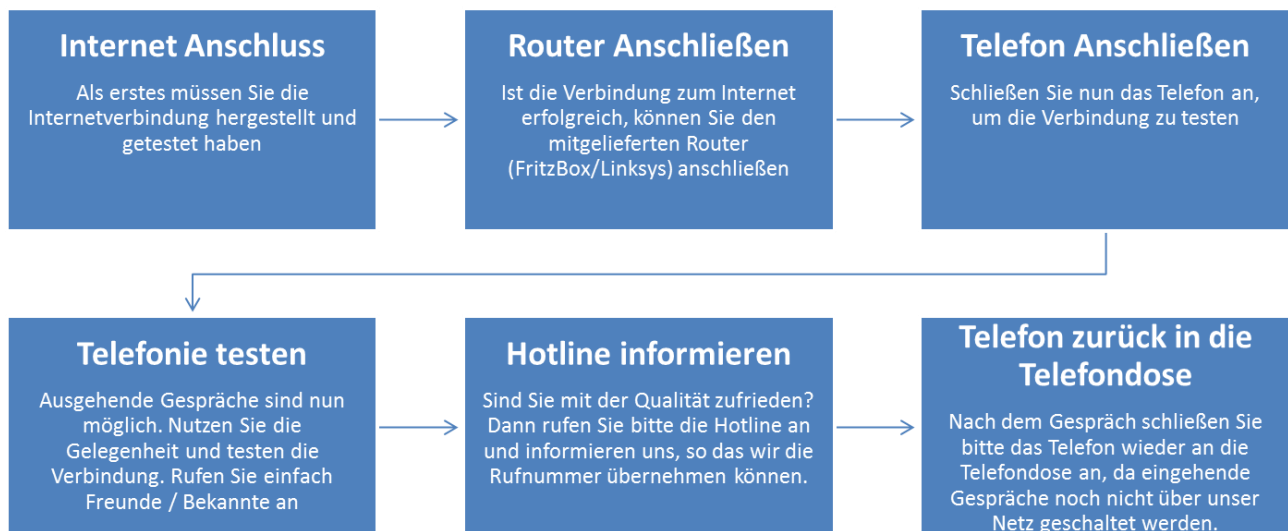 Internet Anschluss
Als erstes müssen Sie die
Internetverbindung hergestellt und
getestet haben
Router Anschließen
Ist die Verbindung zum Internet
erfolgreich, können Sie den
mitgelieferten Router
(FritzBox/Linksys) anschließen
Telefon Anschließen
Schließen Sie nun das Telefon an,
um die Verbindung zu testen
Telefonie testen
Ausgehende Gespräche sind nun
möglich. Nutzen Sie die
Gelegenheit und testen die
Verbindung. Rufen Sie einfach
Freunde / Bekannte an
Hotline informieren
Sind Sie mit der Qualität zufrieden?
Dann rufen Sie bitte die Hotline an
und informieren uns, so das wir die
Rufnummer übernehmen können.
Telefon zurück in die
Telefondose
Nach dem Gespräch schließen Sie
bitte das Telefon wieder an die
Telefondose an, da eingehende
Gespräche noch nicht über unser
Netz geschaltet werden.